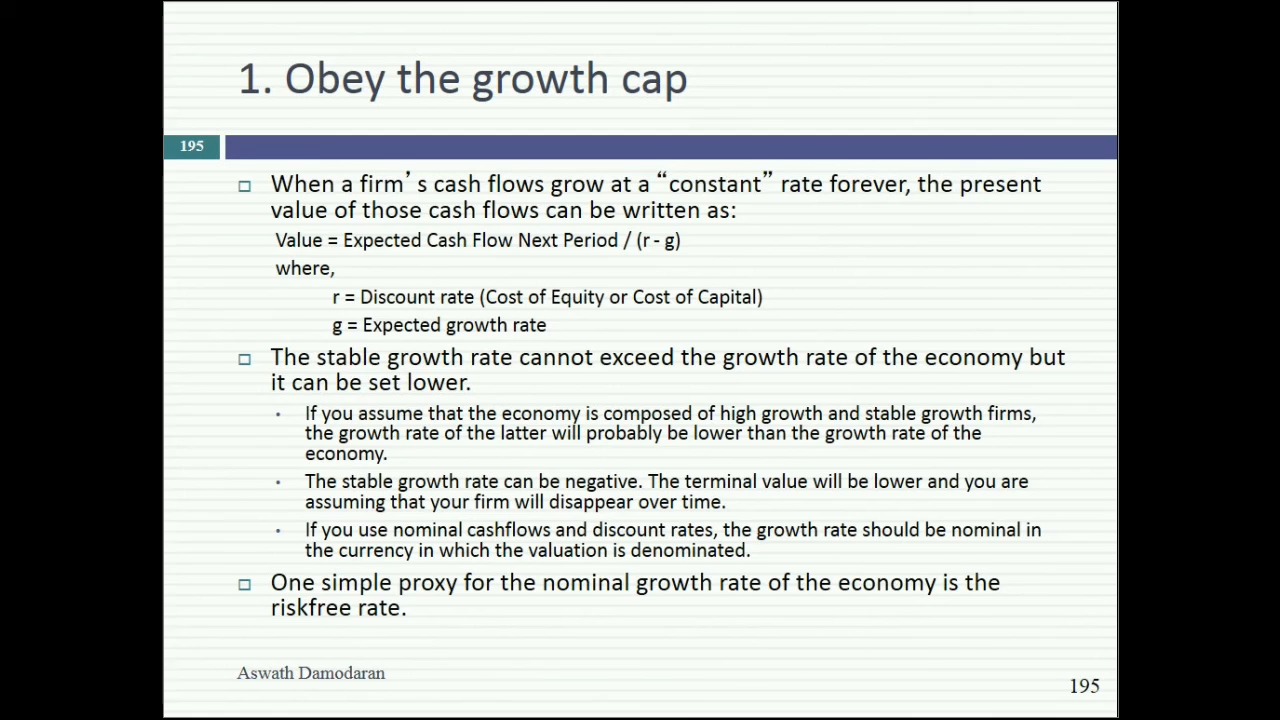 1. Obey the growth cap
195
When a firm’s cash flows grow at a “constant” rate forever, the present
value of those cash flows can be written as:
Value = Expected Cash Flow Next Period / (r - g)
where,
r = Discount rate (Cost of Equity or Cost of Capital)
g = Expected growth rate
The stable growth rate cannot exceed the growth rate of the economy but
it can be set lower.
• If you assume that the economy is composed of high growth and stable growth firms,
the growth rate of the latter will probably be lower than the growth rate of the
economy.
• The stable growth rate can be negative. The terminal value will be lower and you are
assuming that your firm will disappear over time.
• If you use nominal cashflows and discount rates, the growth rate should be nominal in
the currency in which the valuation is denominated.
One simple proxy for the nominal growth rate of the economy is the
riskfree rate.
Aswath Damodaran
195